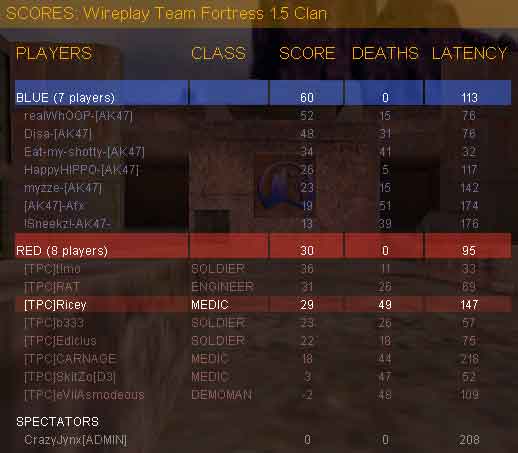 SCORES: Wireplay Team Fortress 1.5 Clan
PLAYERS CLASS SCORE DEATHS LATENCY
BLUE (7 players) 60 0 113
realWhOOP-[AK47] 52 15 76
Disa-[AK47] 48 31 76
Eat-my-shotty-[AK47] 34 41 32
HappyHIPPO-[AK47] 26 5 117
myzze-[AK47] 23 15 142
[AK47]-Afx 19 51 174
!Sneekz!-AK47- 13 39 176
RED (8 players) 30 0 95
[TPC]timo SOLDIER 36 11 33
[TPC]RAT ENGINEER 31 26 69
[TPC]Ricey MEDIC 29 49 147
[TPC]b333 SOLDIER 23 26 57
[TPC]Edicius SOLDIER 22 18 75
[TPC]CARNAGE MEDIC 18 44 218
[TPC]SkitZo[D3] MEDIC 3 47 52
[TPC]eVilAsmodeous DEMOMAN -2 48 109
SPECTATORS
CrazyJynx[ADMIN] 0 0 208